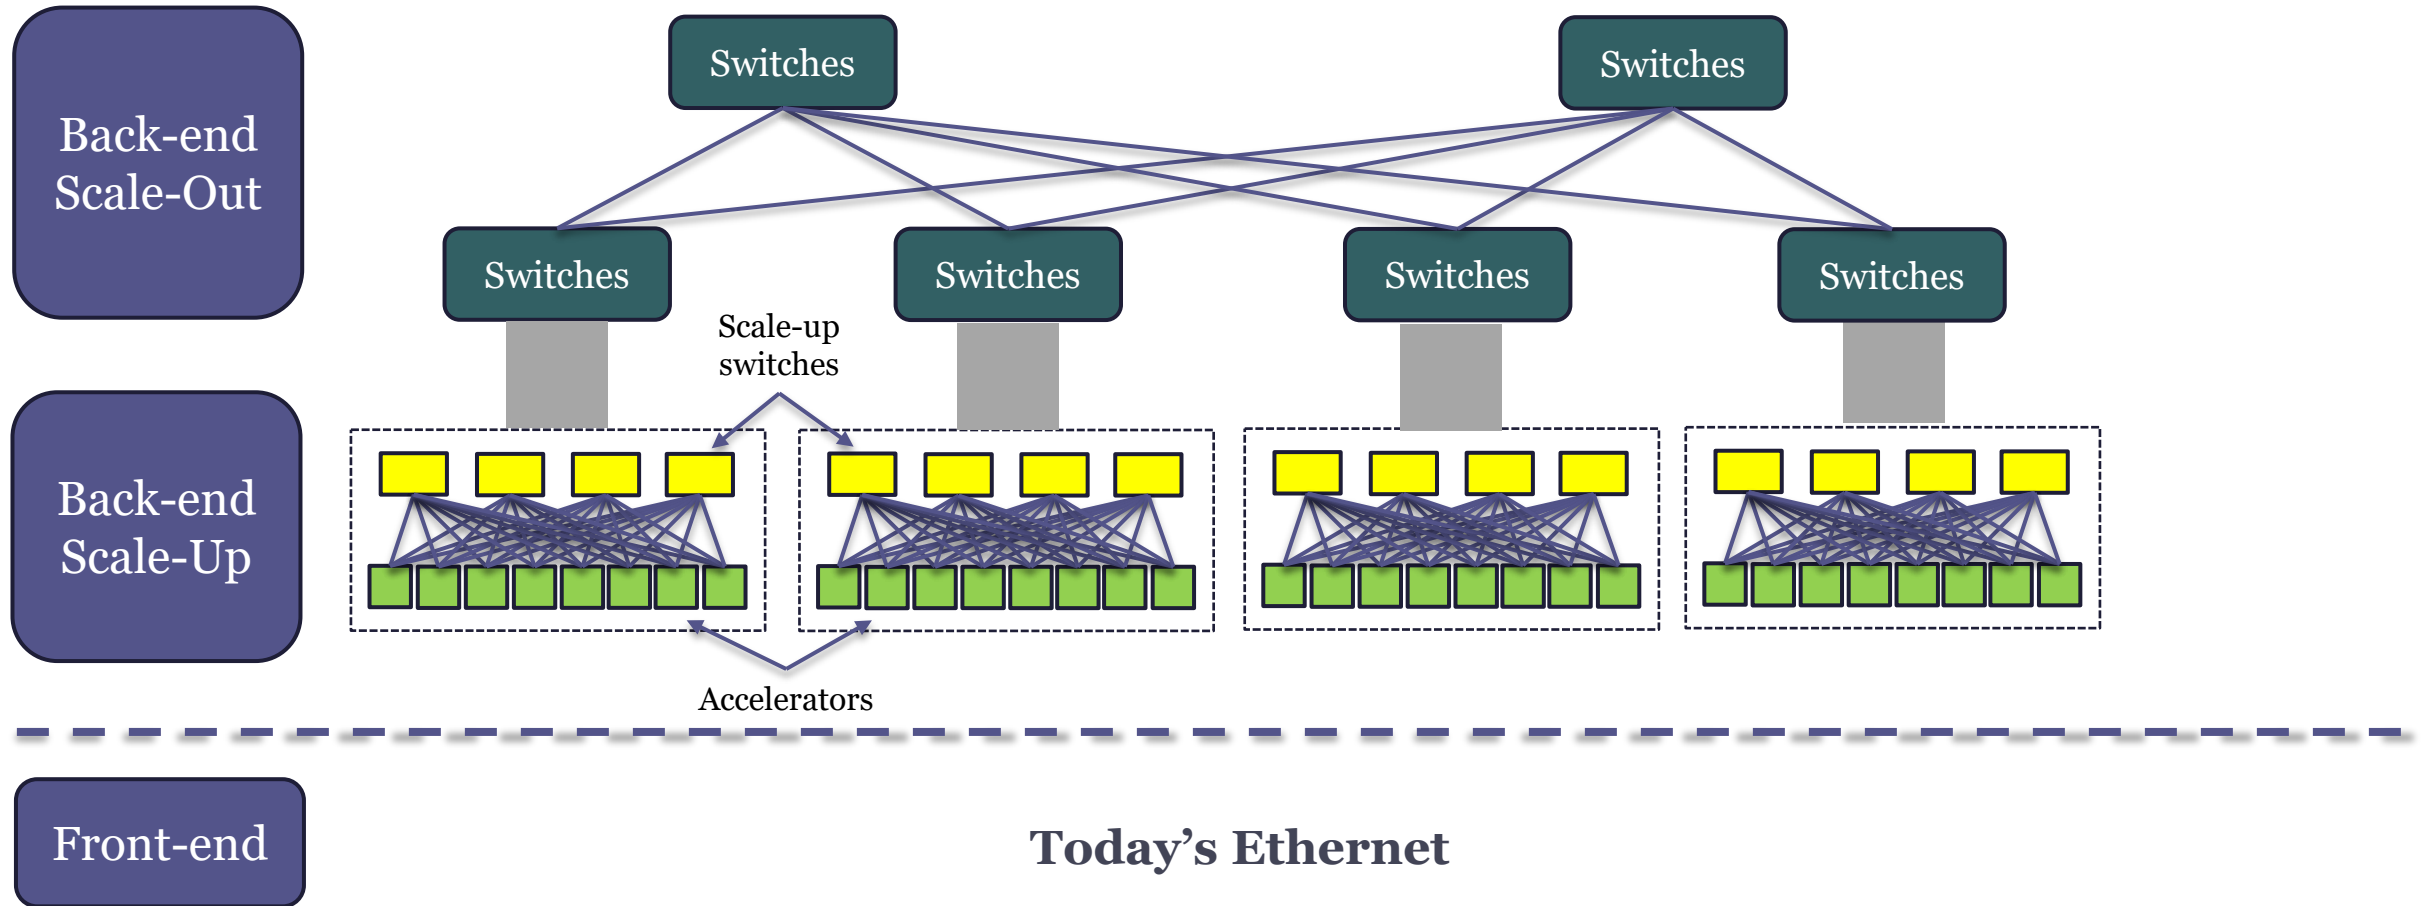 Back-end
Scale-Out
Switches
Switches
Switches
Switches
Switches
Switches
Scale-up
switches
Back-end
Scale-Up
Accelerators
Front-end
Today’s Ethernet